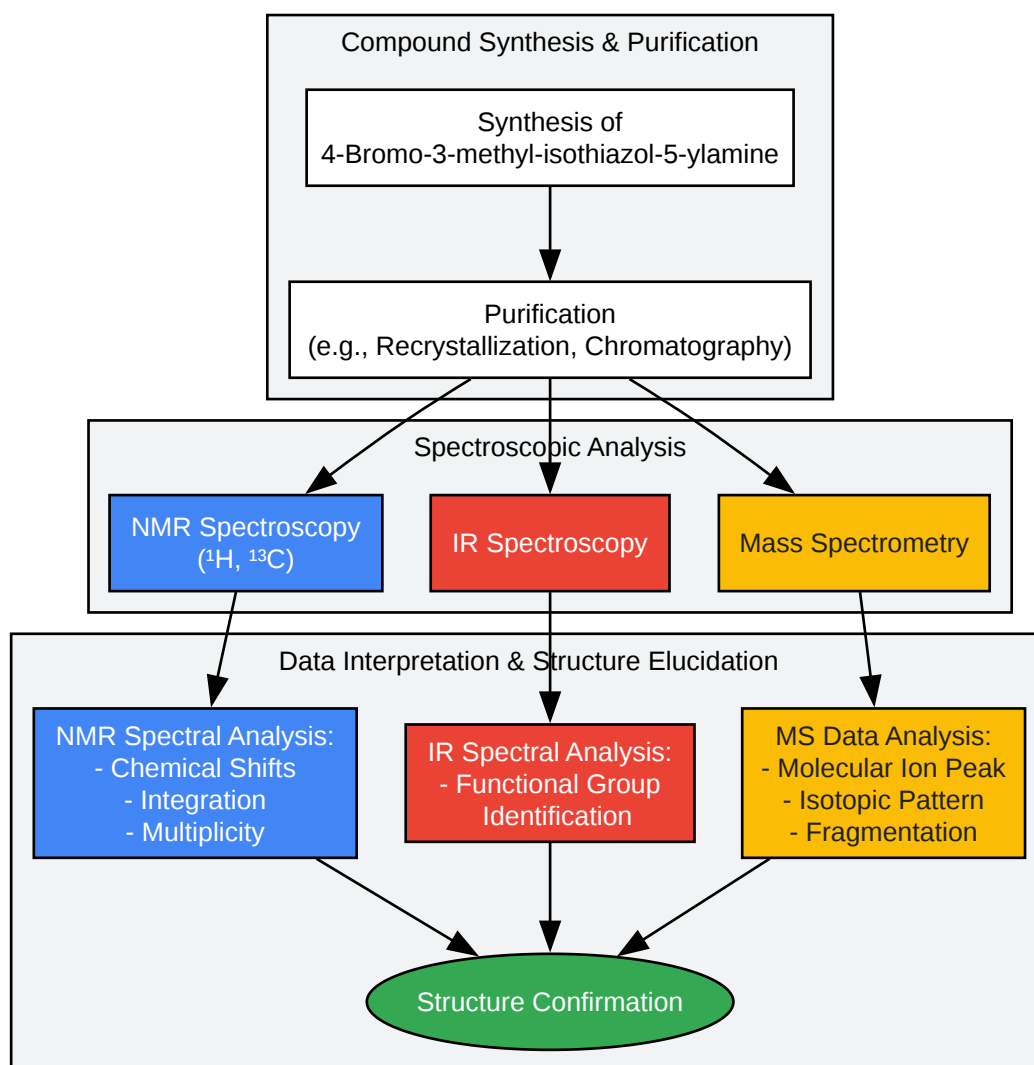 Compound Synthesis & Purification
Synthesis of
4-Bromo-3-methyl-isothiazol-5-ylamine
Purification
(e.g., Recrystallization, Chromatography)
Spectroscopic Analysis
NMR Spectroscopy
(¹H, ¹³C)
IR Spectroscopy
Mass Spectrometry
Data Interpretation & Structure Elucidation
NMR Spectral Analysis:
- Chemical Shifts
- Integration
- Multiplicity
IR Spectral Analysis:
- Functional Group
Identification
MS Data Analysis:
- Molecular Ion Peak
- Isotopic Pattern
- Fragmentation
Structure Confirmation